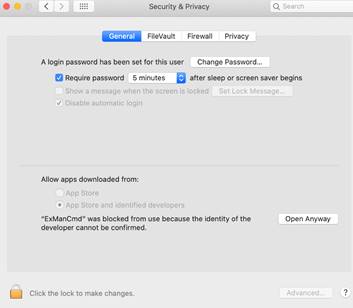 Security & Privacy
Search
General
FileVault
Firewall
Privacy
A login password has been set for this user
Change Password...
Require password
5 minutes
after sleep or screen saver begins
Show a message when the screen is locked
Set Lock Message...
Disable automatic login
Allow apps downloaded from:
App Store
App Store and identified developers
“ExManCmd” was blocked from use because the identity of the
developer cannot be confirmed.
Open Anyway
Click the lock to make changes.
Advanced...
?